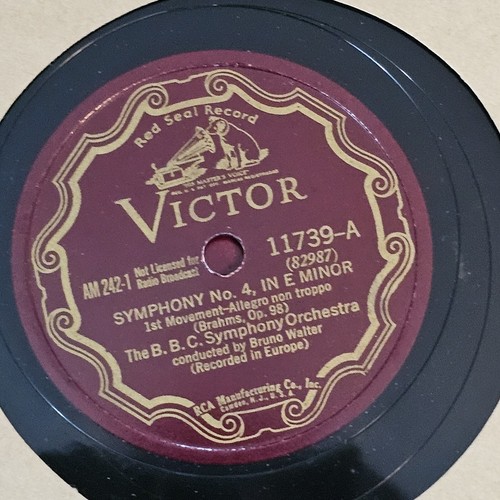 Red Seal Record
"HIS MASTER'S VOICE"
VICTOR
Not Licensed for
Radio Broadcast
AM 242-1
11739-A
(82987)
SYMPHONY No. 4, IN E MINOR
1st Movement-Allegro non troppo
(Brahms, Op. 98)
The B. B. C. Symphony Orchestra
conducted by Bruno Walter
(Recorded in Europe)
RCA Manufacturing Co., Inc.
Camden, N. J., U. S. A.